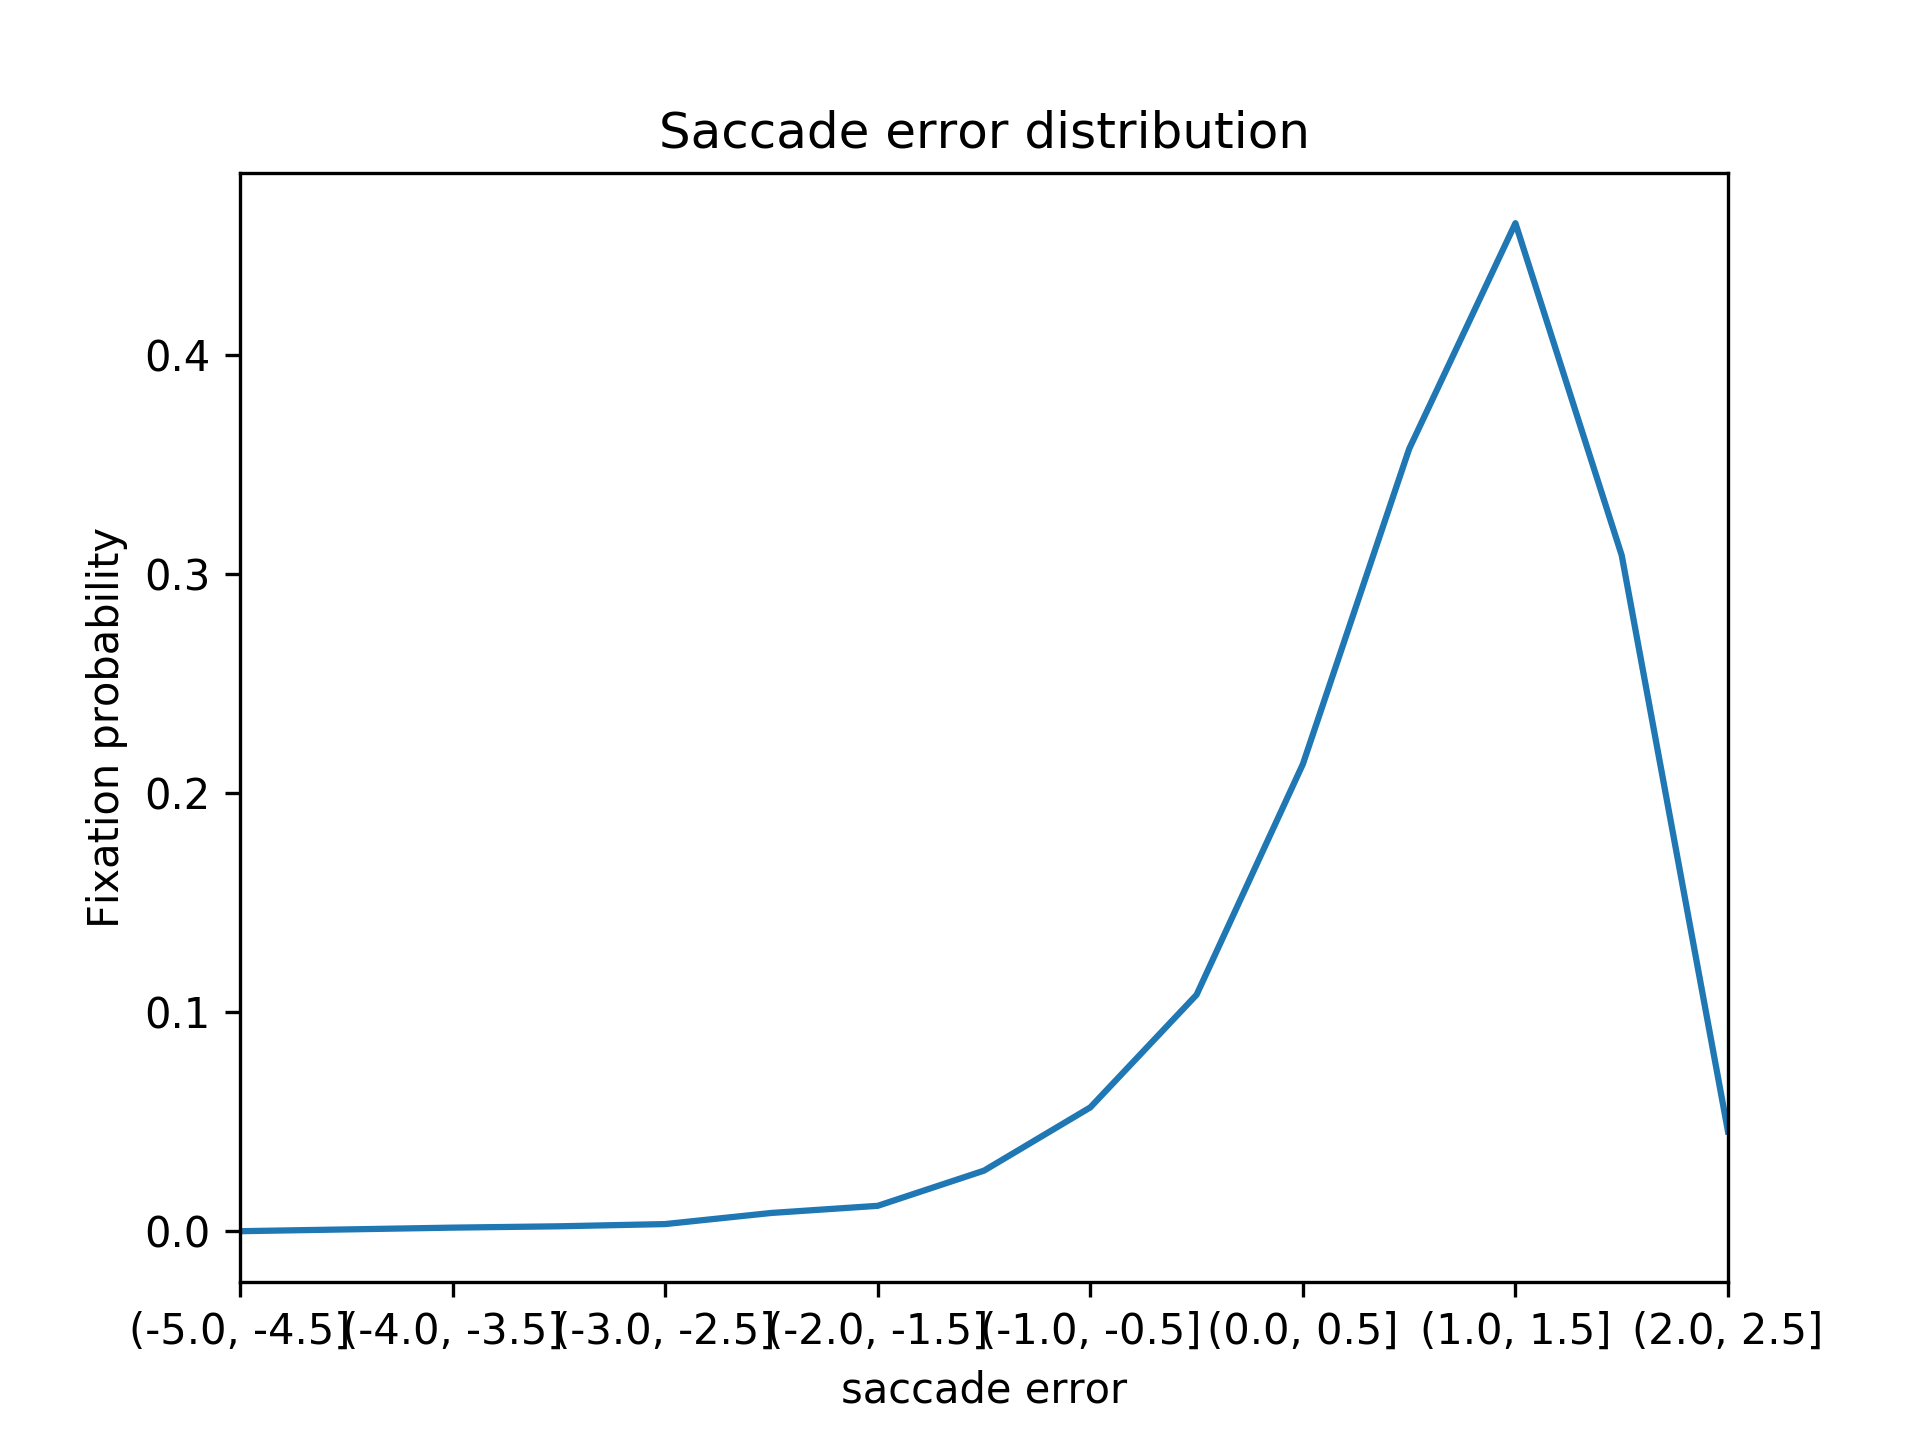 Saccade error distribution
Fixation probability
0.4
0.3
0.2
0.1
0.0
(-5.0, -4.5] (-4.0, -3.5] (-3.0, -2.5] (-2.0, -1.5] (-1.0, -0.5] (0.0, 0.5] (1.0, 1.5] (2.0, 2.5]
saccade error